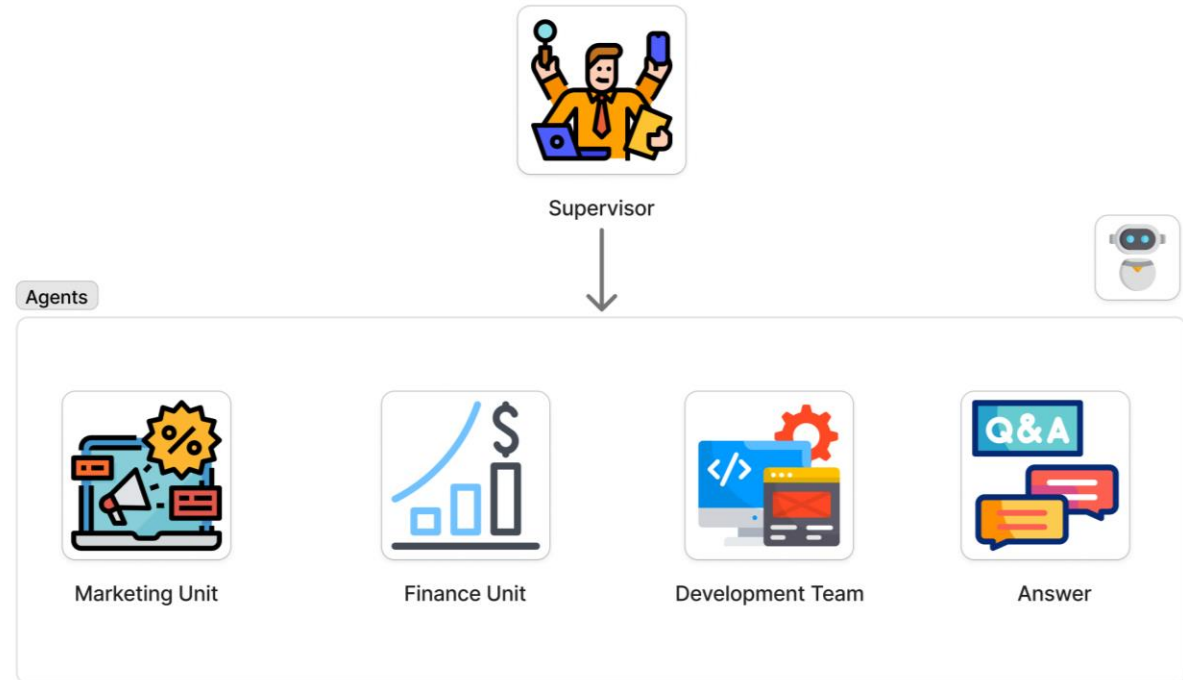 Supervisor
Agents
%
$
</>
Q&A
Marketing Unit
Finance Unit
Development Team
Answer